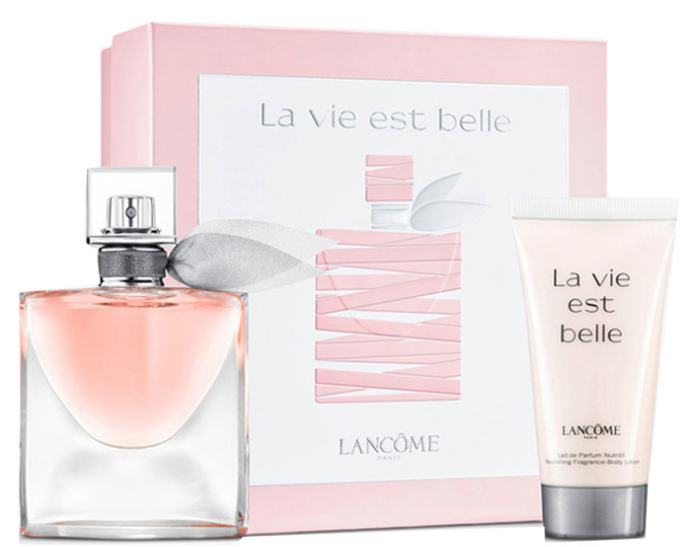 La vie est belle
LANCÔME
PARIS
La vie
est
belle
LANCÔME
PARIS
Lait de Parfum Nutritif
Nourishing Fragrance-Body Lotion